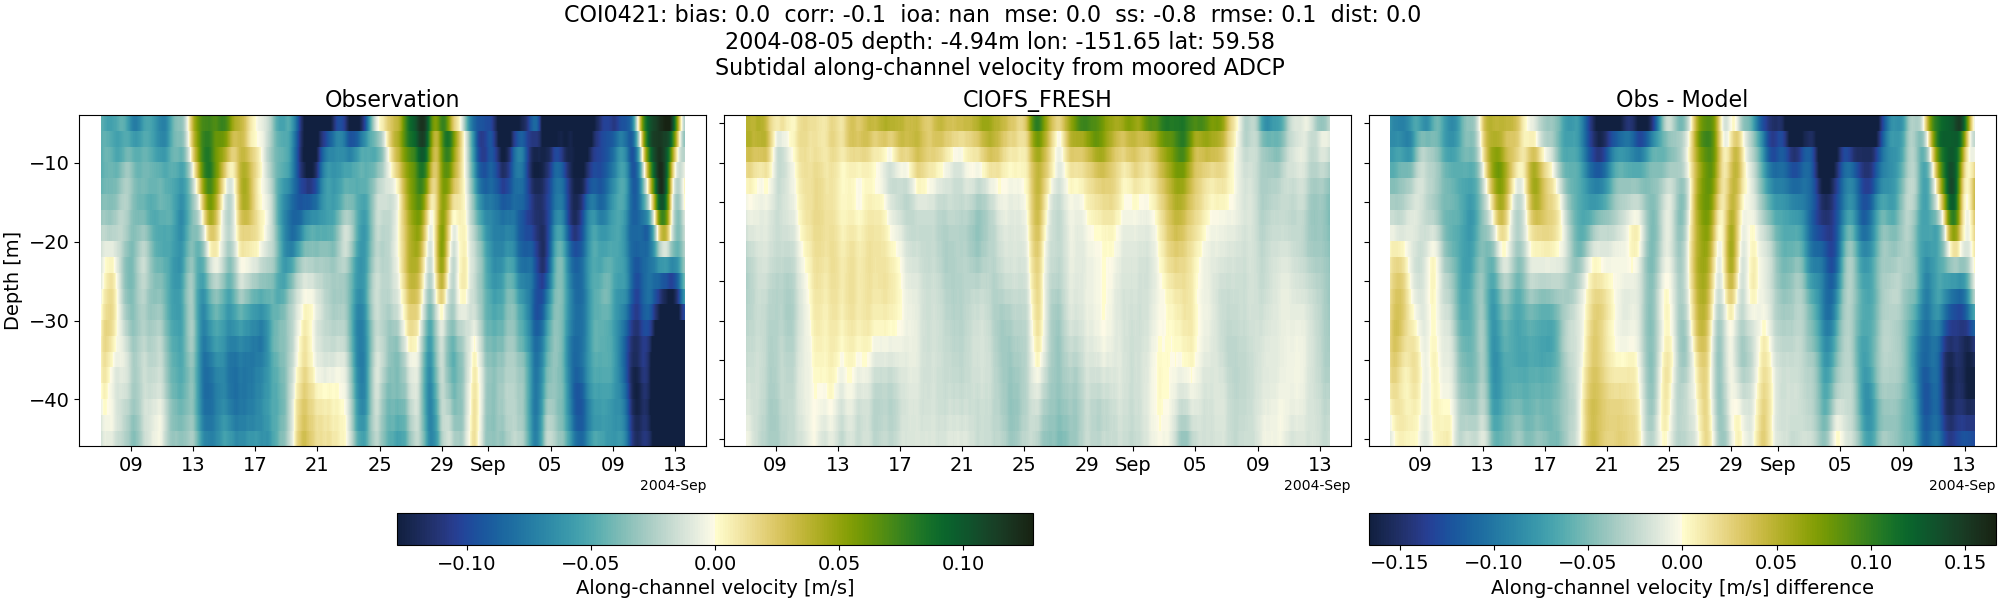 COI0421: bias: 0.0 corr: -0.1 ioa: nan mse: 0.0 ss: -0.8 rmse: 0.1 dist: 0.0
2004-08-05 depth: -4.94m lon: -151.65 lat: 59.58
Subtidal along-channel velocity from moored ADCP
Observation
CIOFS_FRESH
Obs - Model
Depth [m]
−10
−20
−30
−40
09 13 17 21 25 29 Sep 05 09 13
2004-Sep
09 13 17 21 25 29 Sep 05 09 13
2004-Sep
09 13 17 21 25 29 Sep 05 09 13
2004-Sep
−0.10 −0.05 0.00 0.05 0.10
Along-channel velocity [m/s]
−0.15 −0.10 −0.05 0.00 0.05 0.10 0.15
Along-channel velocity [m/s] difference